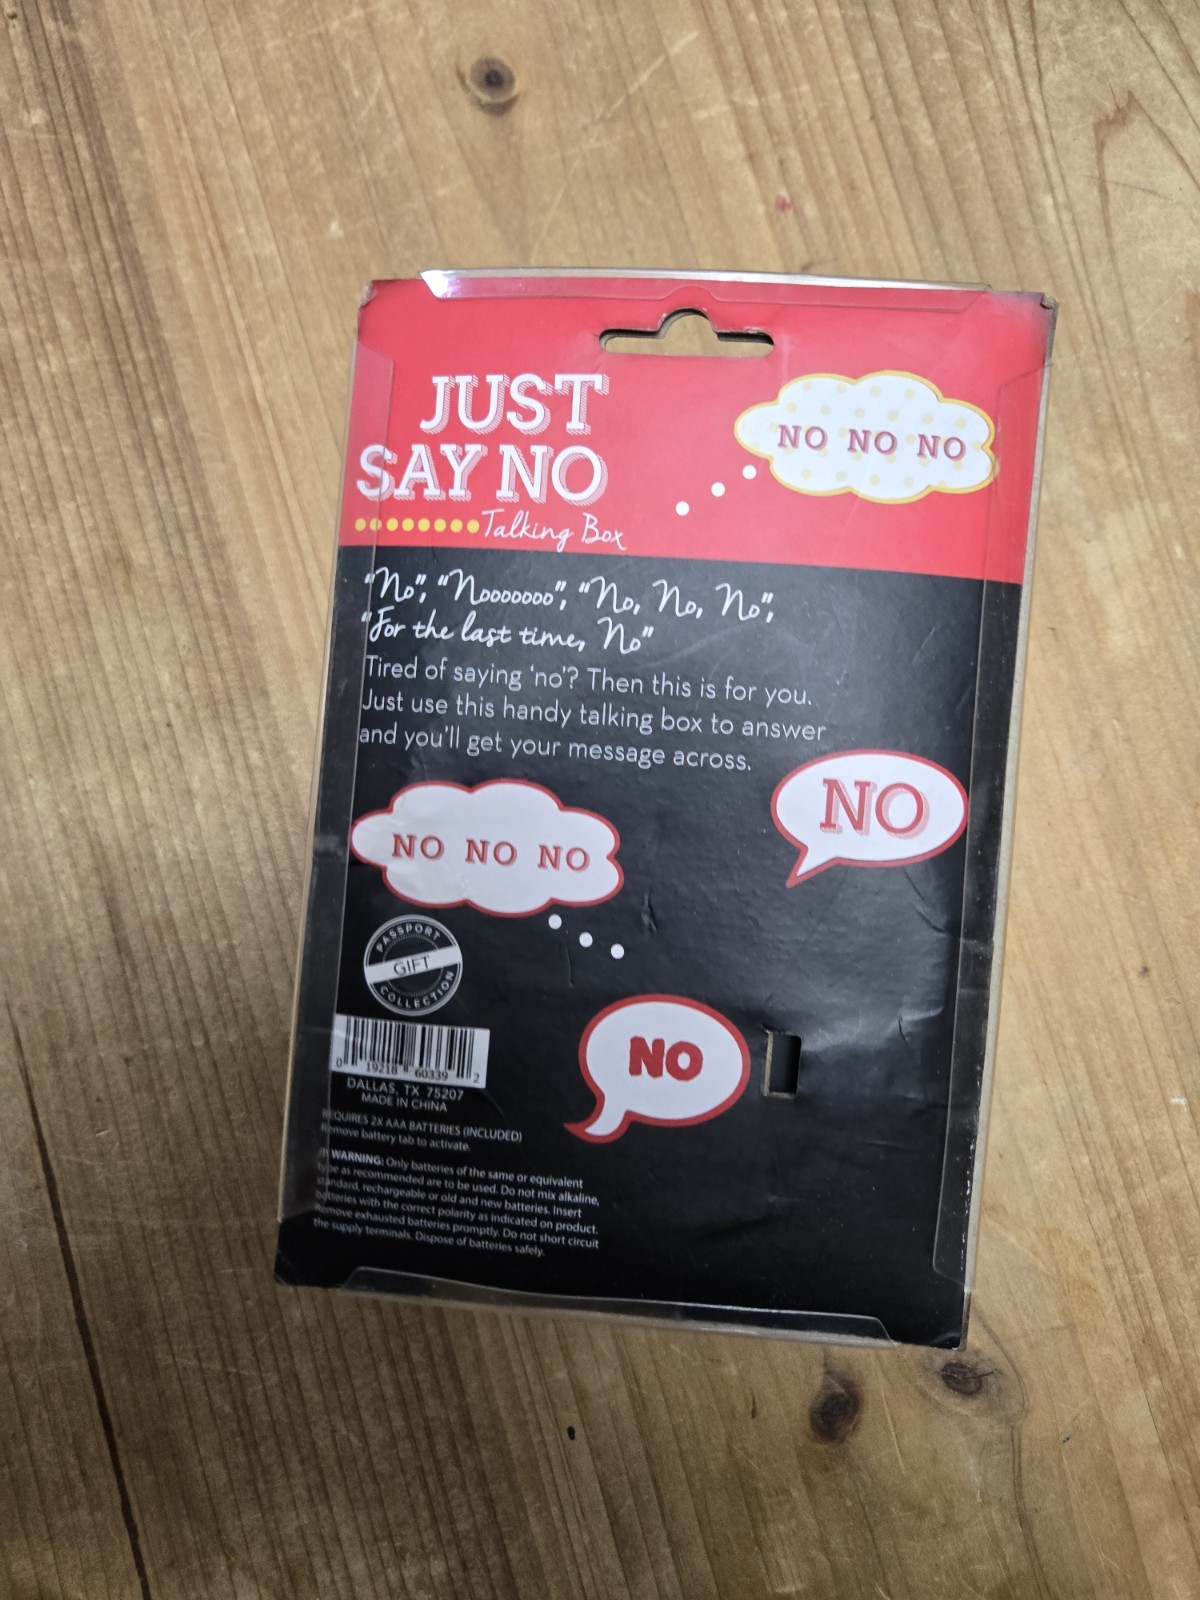 JUST
SAY NO
Talking Box
NO NO NO
"No", "Nooooooo", "No, No, No",
"For the last time, No"
Tired of saying 'no'? Then this is for you.
Just use this handy talking box to answer
and you'll get your message across.
NO
NO NO NO
PASSPORT
GIFT
COLLECTION
NO
0 19218 60339 2
DALLAS, TX 75207
MADE IN CHINA
REQUIRES 2X AAA BATTERIES (INCLUDED)
Remove battery tab to activate.
⚠ WARNING: Only batteries of the same or equivalent
type as recommended are to be used. Do not mix alkaline,
standard, rechargeable or old and new batteries. Insert
batteries with the correct polarity as indicated on product.
Remove exhausted batteries promptly. Do not short circuit
the supply terminals. Dispose of batteries safely.